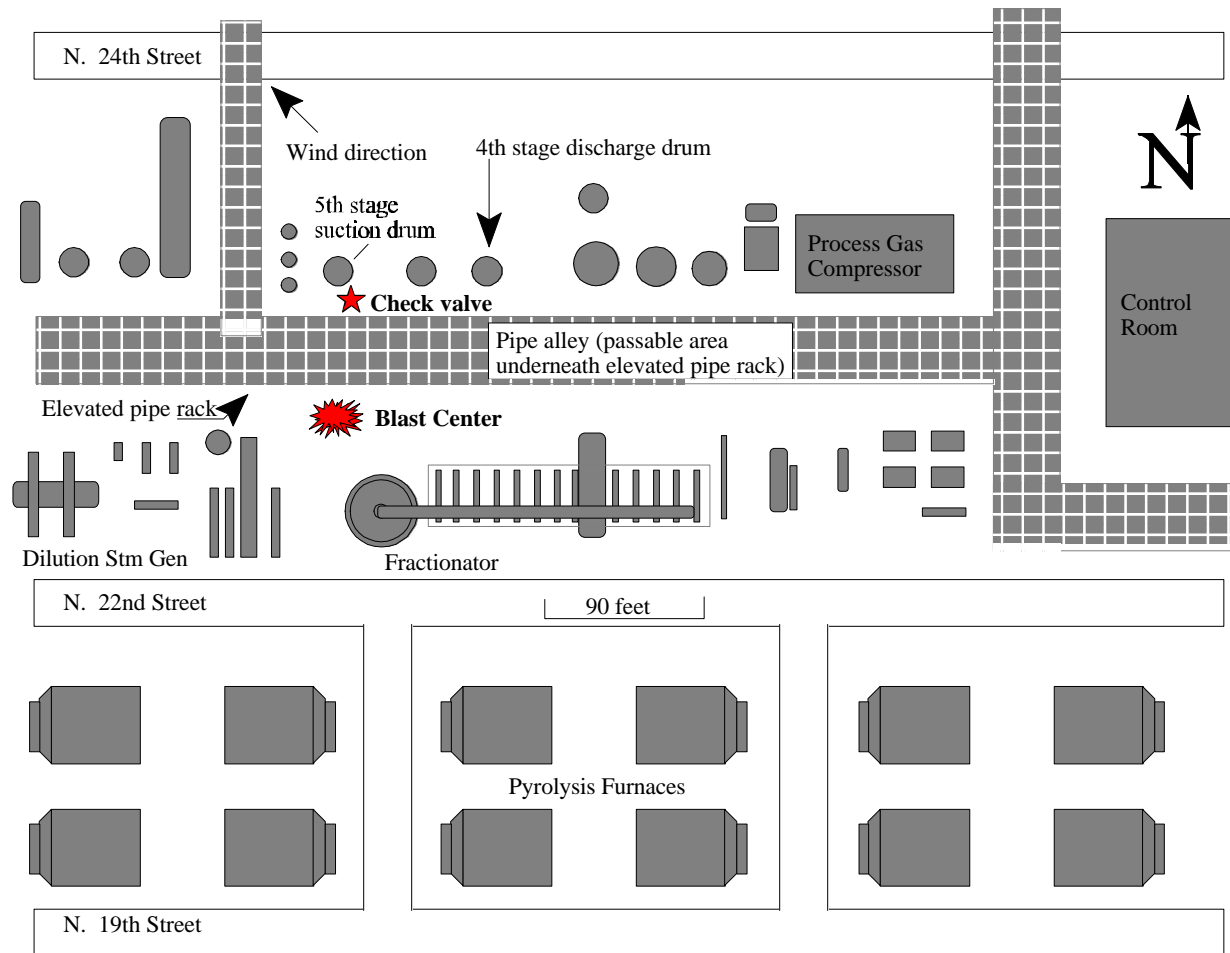 N. 24th Street
Wind direction
4th stage discharge drum
N
5th stage
suction drum
Process Gas
Compressor
Check valve
Control
Room
Pipe alley (passable area
underneath elevated pipe rack)
Elevated pipe rack
Blast Center
Dilution Stm Gen
Fractionator
N. 22nd Street
90 feet
Pyrolysis Furnaces
N. 19th Street